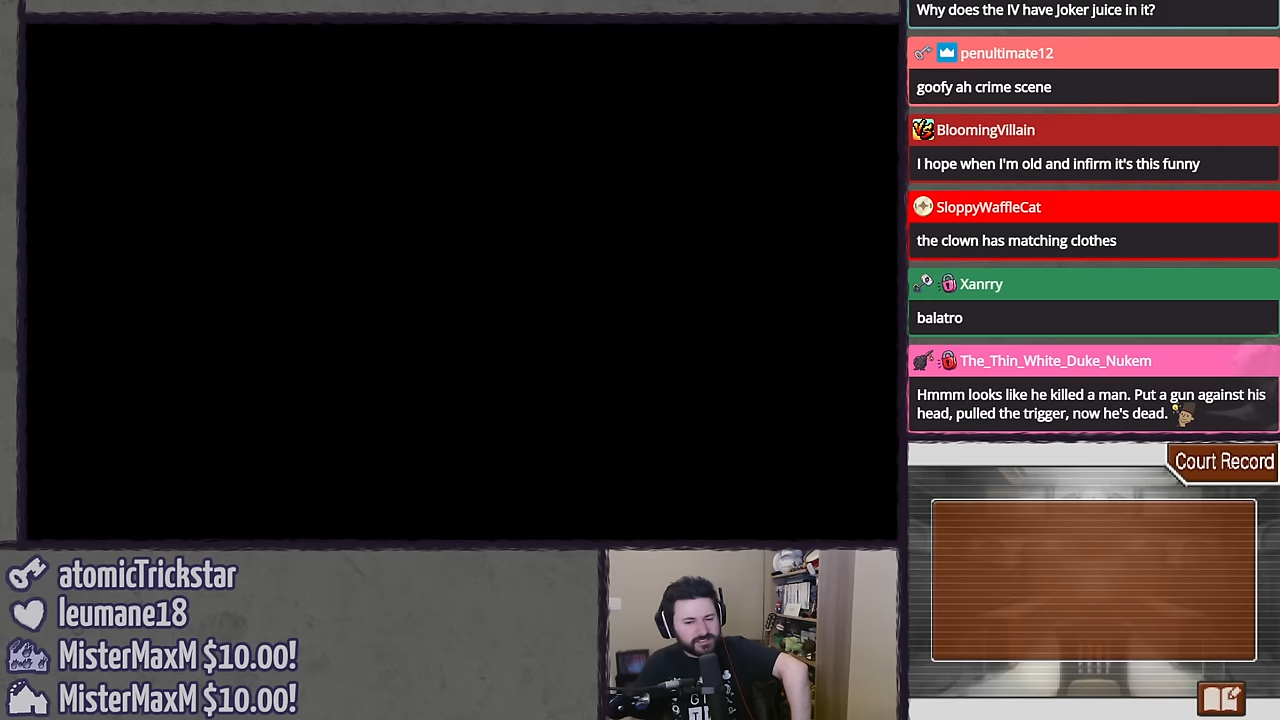 Why does the IV have Joker juice in it?
penultimate12
goofy ah crime scene
BloomingVillain
I hope when I'm old and infirm it's this funny
SloppyWaffleCat
the clown has matching clothes
Xanrry
balatro
The_Thin_White_Duke_Nukem
Hmmm looks like he killed a man. Put a gun against his
head, pulled the trigger, now he's dead.
Court Record
atomicTrickstar
leumane18
MisterMaxM $10.00!
MisterMaxM $10.00!